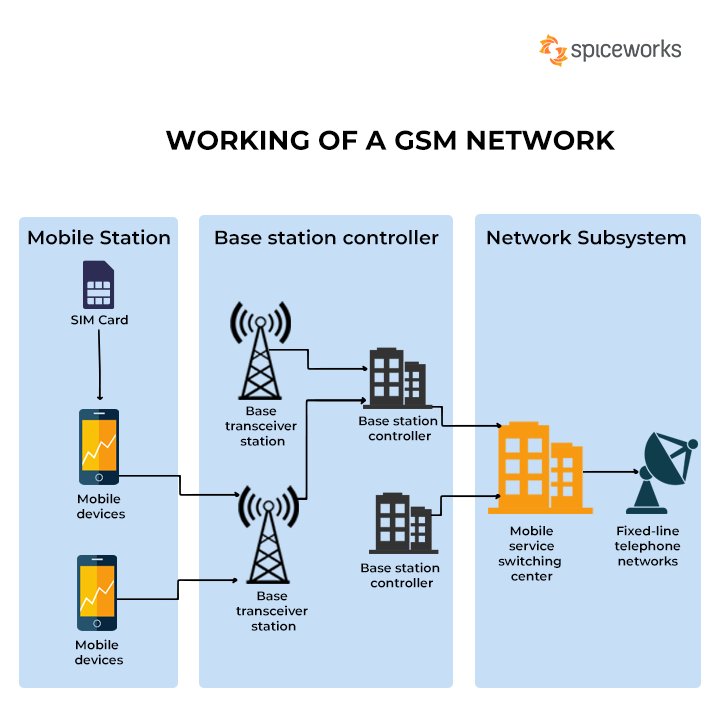 spiceworks
WORKING OF A GSM NETWORK
Mobile Station
SIM Card
Mobile
devices
Mobile
devices
Base station controller
Base
transceiver
station
Base station
controller
Base
transceiver
station
Base station
controller
Network Subsystem
Mobile
service
switching
center
Fixed-line
telephone
networks